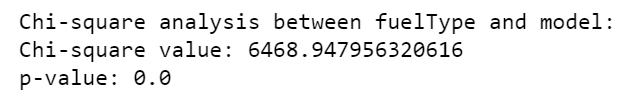 Chi-square analysis between fuelType and model:
Chi-square value: 6468.947956320616
p-value: 0.0